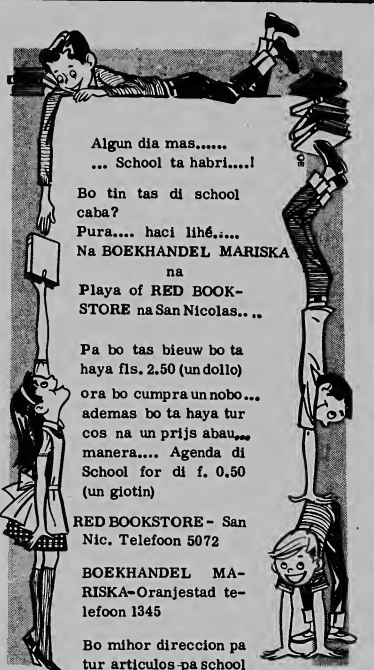 Algun dia mas......
... School ta habri....!
Bo tin tas di school
caba?
Pura.... haci lihé.....
Na BOEKHANDEL MARISKA
na
Playa of RED BOOK-
STORE na San Nicolas....
Pa bo tas bieuw bo ta
haya fls. 2.50 (un dollo)
ora bo cumpra un nobo...
ademas bo ta haya tur
cos na un prijs abau...
manera.... Agenda di
School for di f. 0.50
(un giotin)
RED BOOKSTORE - San
Nic. Telefoon 5072
BOEKHANDEL MA-
RISKA-Oranjestad te-
lefoon 1345
Bo mihor direccion pa
tur articulos pa school